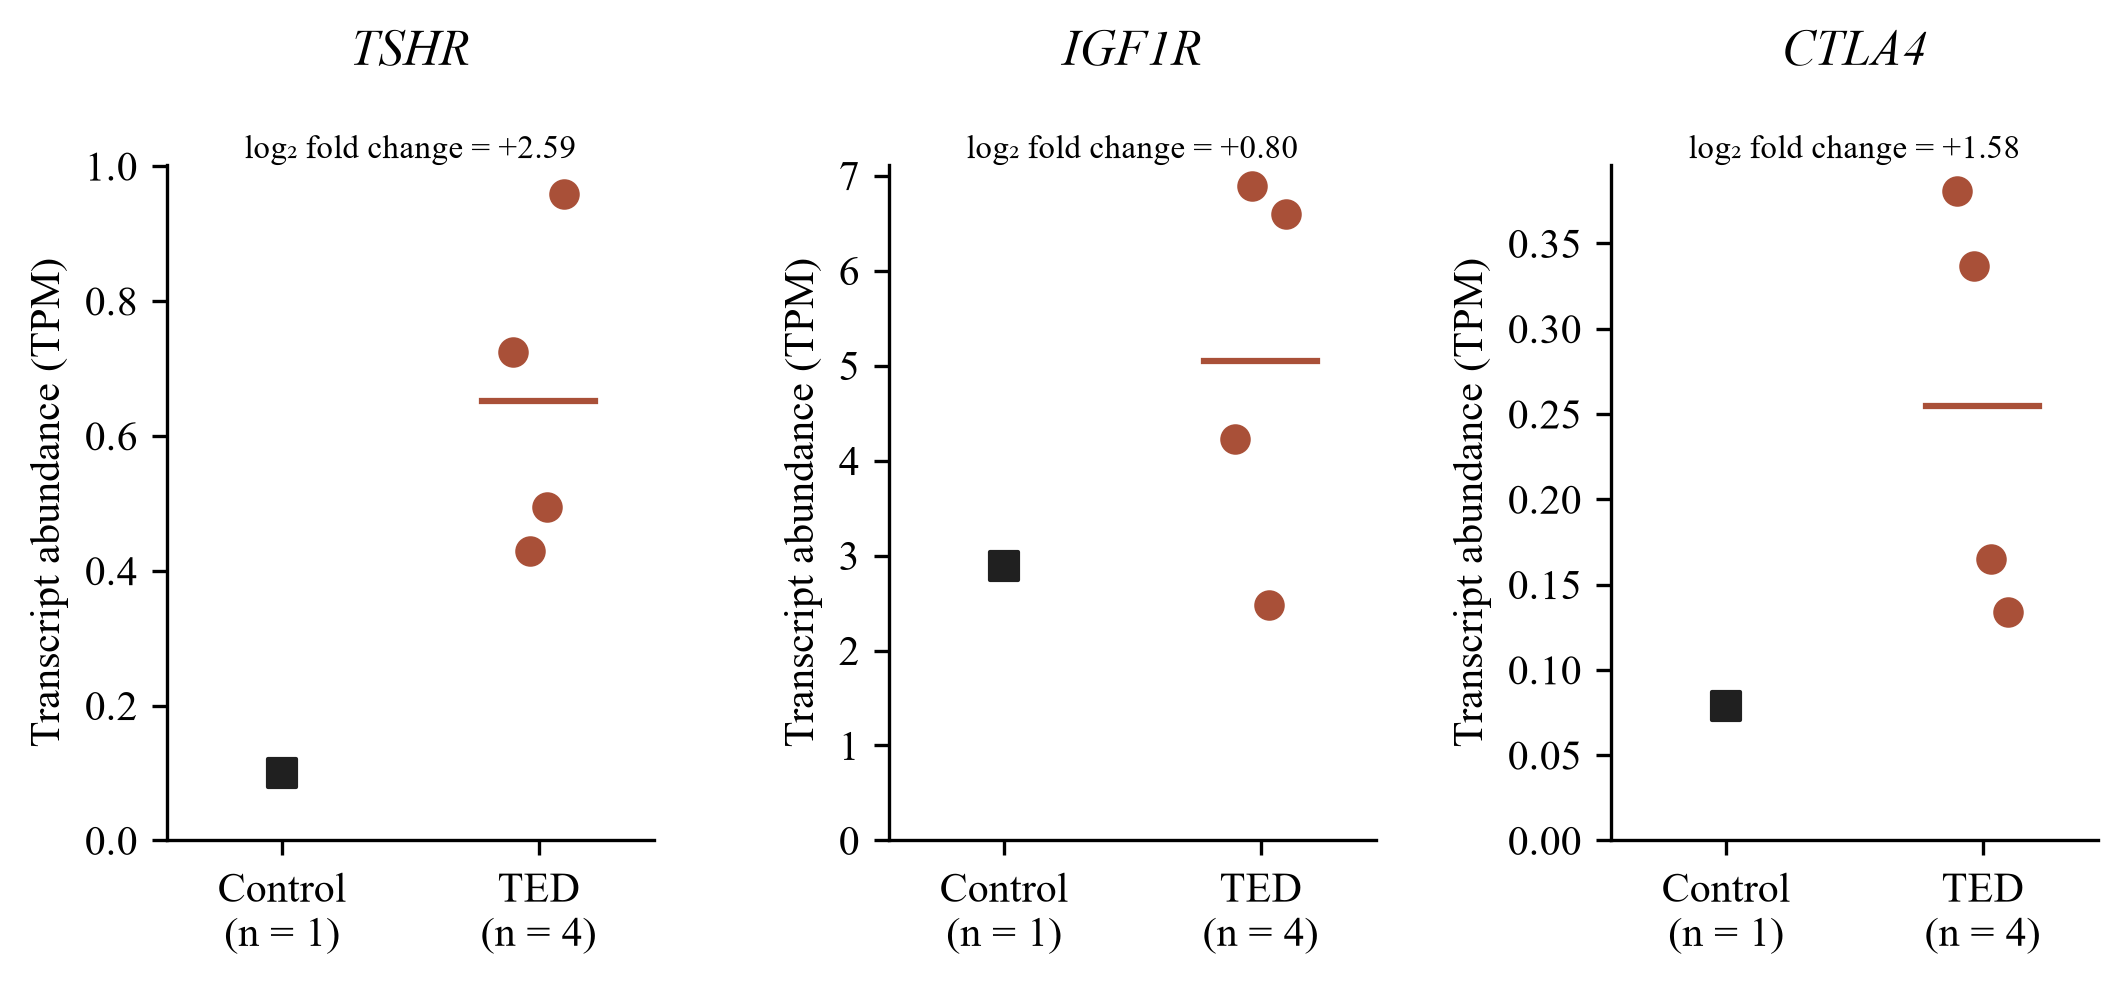 TSHR
log₂ fold change = +2.59
Transcript abundance (TPM)
1.0
0.8
0.6
0.4
0.2
0.0
Control
(n = 1)
TED
(n = 4)
IGF1R
log₂ fold change = +0.80
Transcript abundance (TPM)
7
6
5
4
3
2
1
0
Control
(n = 1)
TED
(n = 4)
CTLA4
log₂ fold change = +1.58
Transcript abundance (TPM)
0.35
0.30
0.25
0.20
0.15
0.10
0.05
0.00
Control
(n = 1)
TED
(n = 4)